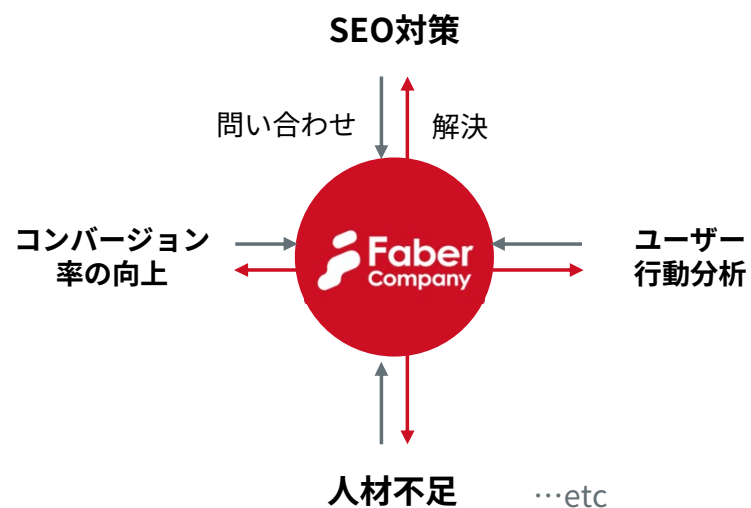 SEO対策
問い合わせ
解決
コンバージョン
率の向上
Faber
Company
ユーザー
行動分析
人材不足
…etc